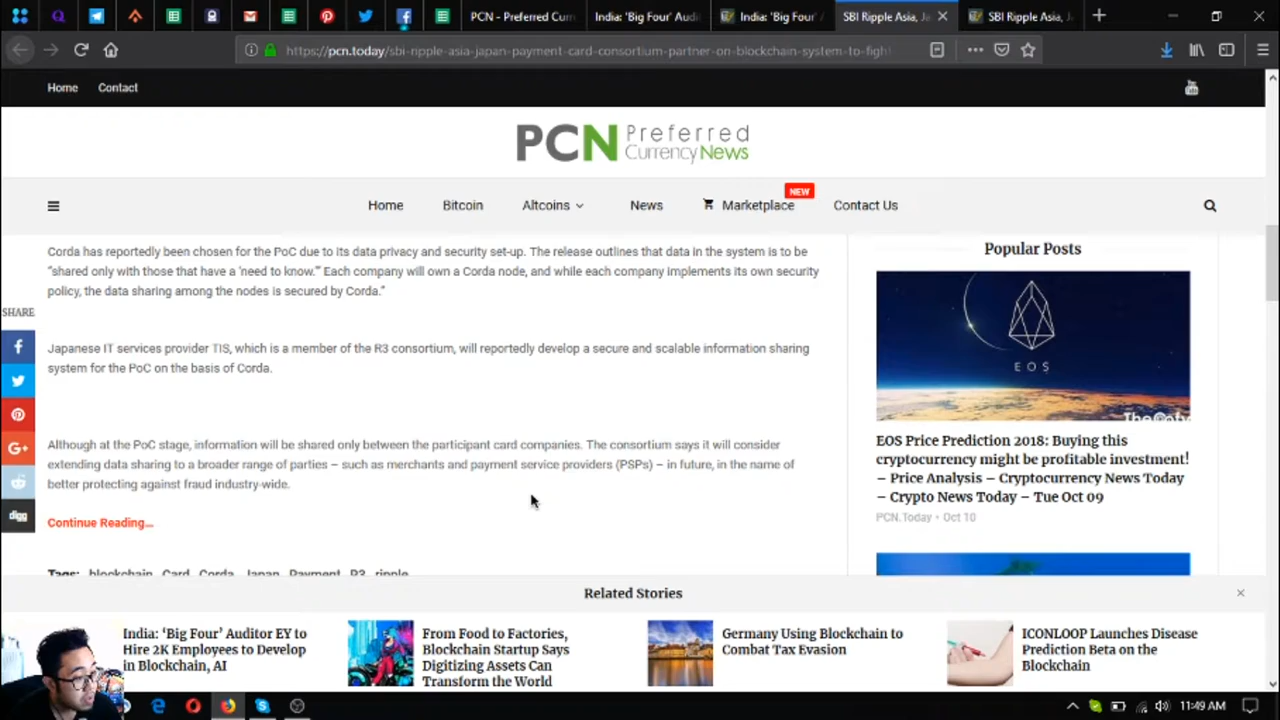 PCN - Preferred Curr
India: 'Big Four' Audi
India: 'Big Four' A
SBI Ripple Asia, Ja
SBI Ripple Asia, Ja
https://pcn.today/sbi-ripple-asia-japan-payment-card-consortium-partner-on-blockchain-system-to-figh
Home Contact
PCN Preferred
CurrencyNews
NEW
Home Bitcoin Altcoins News Marketplace Contact Us
Corda has reportedly been chosen for the PoC due to its data privacy and security set-up. The release outlines that data in the system is to be
“shared only with those that have a ‘need to know.’” Each company will own a Corda node, and while each company implements its own security
policy, the data sharing among the nodes is secured by Corda.”
SHARE
Japanese IT services provider TIS, which is a member of the R3 consortium, will reportedly develop a secure and scalable information sharing
system for the PoC on the basis of Corda.
Although at the PoC stage, information will be shared only between the participant card companies. The consortium says it will consider
extending data sharing to a broader range of parties – such as merchants and payment service providers (PSPs) – in future, in the name of
better protecting against fraud industry-wide.
digg
Continue Reading...
Tags: blockchain Card Corda Japan Payment R3 ripple
Popular Posts
EOS
EOS Price Prediction 2018: Buying this
cryptocurrency might be profitable investment!
– Price Analysis – Cryptocurrency News Today
– Crypto News Today – Tue Oct 09
PCN.Today • Oct 10
Related Stories
India: ‘Big Four’ Auditor EY to
Hire 2K Employees to Develop
in Blockchain, AI
From Food to Factories,
Blockchain Startup Says
Digitizing Assets Can
Transform the World
Germany Using Blockchain to
Combat Tax Evasion
ICONLOOP Launches Disease
Prediction Beta on the
Blockchain
11:49 AM